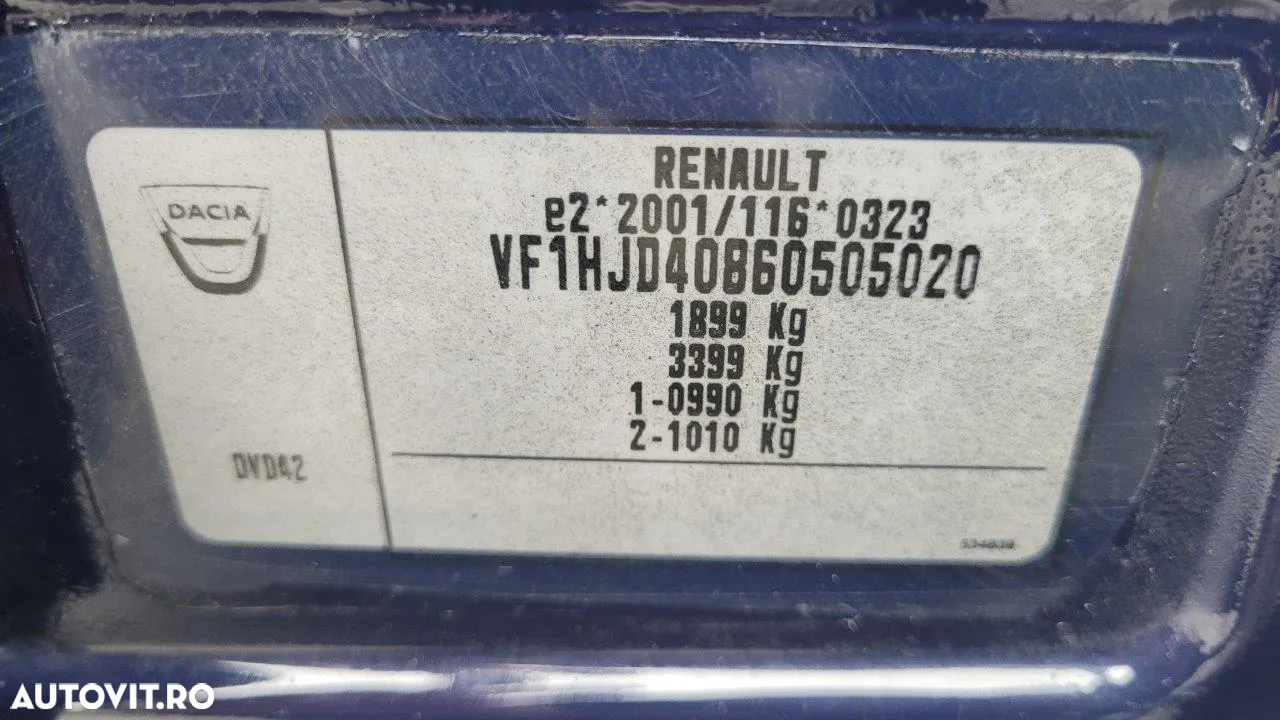 RENAULT
e2*2001/116*0323
VF1HJD40860505020
1899 Kg
3399 Kg
1-0990 Kg
2-1010 Kg
DACIA
DVD42
AUTOVIT.RO